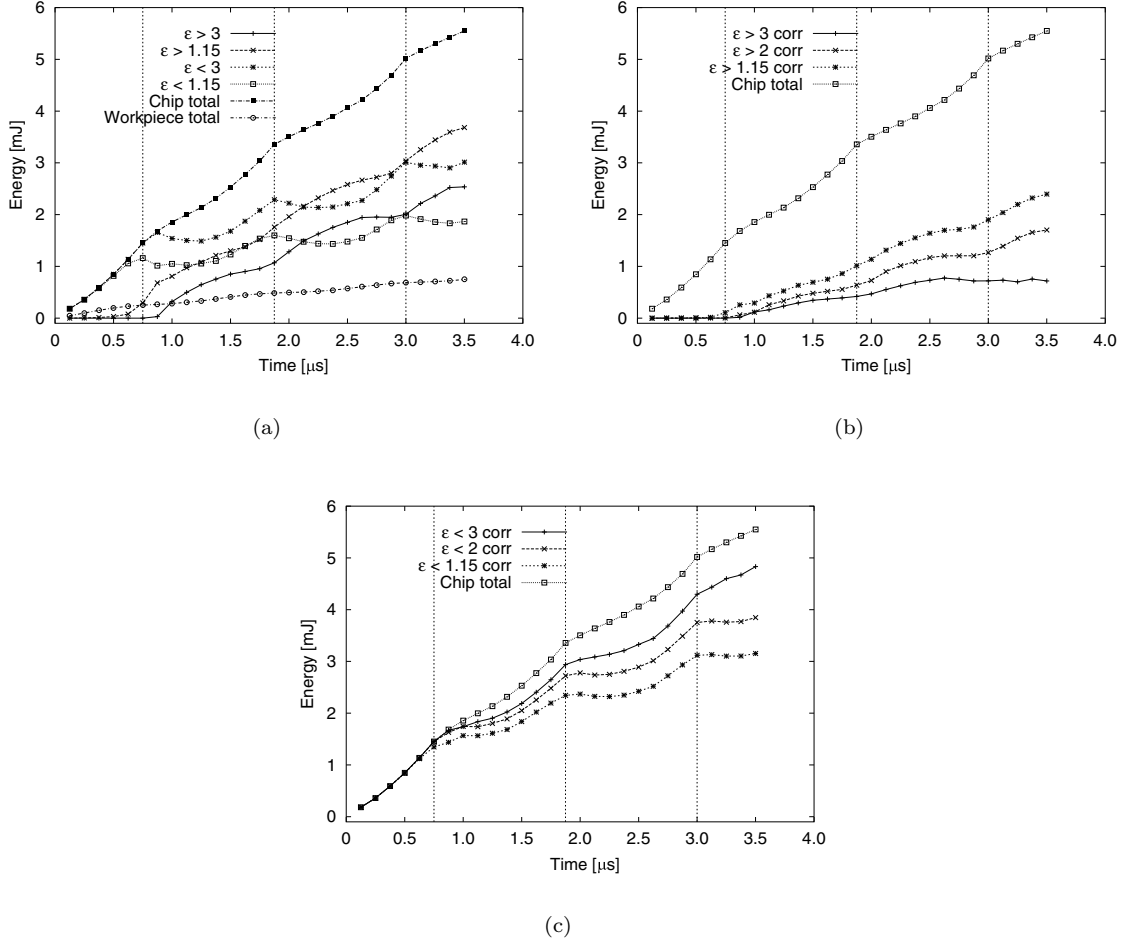 6
5
4
3
2
1
0
Energy [mJ]
ε > 3
ε > 1.15
ε < 3
ε < 1.15
Chip total
Workpiece total
0 0.5 1.0 1.5 2.0 2.5 3.0 3.5 4.0
Time [μs]
(a)
6
5
4
3
2
1
0
Energy [mJ]
ε > 3 corr
ε > 2 corr
ε > 1.15 corr
Chip total
0 0.5 1.0 1.5 2.0 2.5 3.0 3.5 4.0
Time [μs]
(b)
6
5
4
3
2
1
0
Energy [mJ]
ε < 3 corr
ε < 2 corr
ε < 1.15 corr
Chip total
0 0.5 1.0 1.5 2.0 2.5 3.0 3.5 4.0
Time [μs]
(c)